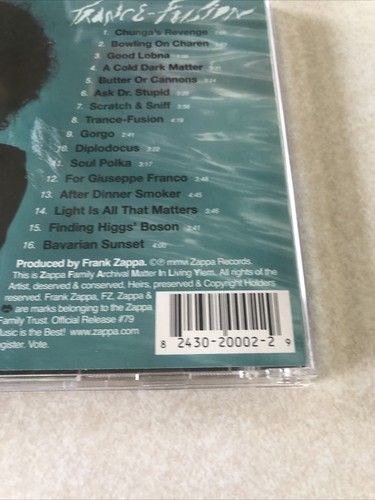 Trance-Fusion
1. Chunga's Revenge
2. Bowling On Charen
3. Good Lobna
4. A Cold Dark Matter
5. Butter Or Cannons
6. Ask Dr. Stupid
7. Scratch & Sniff
8. Trance-Fusion 4:19
9. Gorgo 2:41
10. Diplodocus
11. Soul Polka 3:17
12. For Giuseppe Franco
13. After Dinner Smoker 4:45
14. Light Is All That Matters 3:46
15. Finding Higgs' Boson 3:41
16. Bavarian Sunset 4:00
Produced by Frank Zappa. ©℗ mmvi Zappa Records.
This is Zappa Family Archival Matter In Living Yiem. All rights of the
Artist, deserved & conserved. Heirs, preserved & Copyright Holders
reserved. Frank Zappa, FZ, Zappa &
are marks belonging to the Zappa
Family Trust. Official Release #79
Music is the Best! www.zappa.com
Register. Vote.
8 24302-20002-2 9